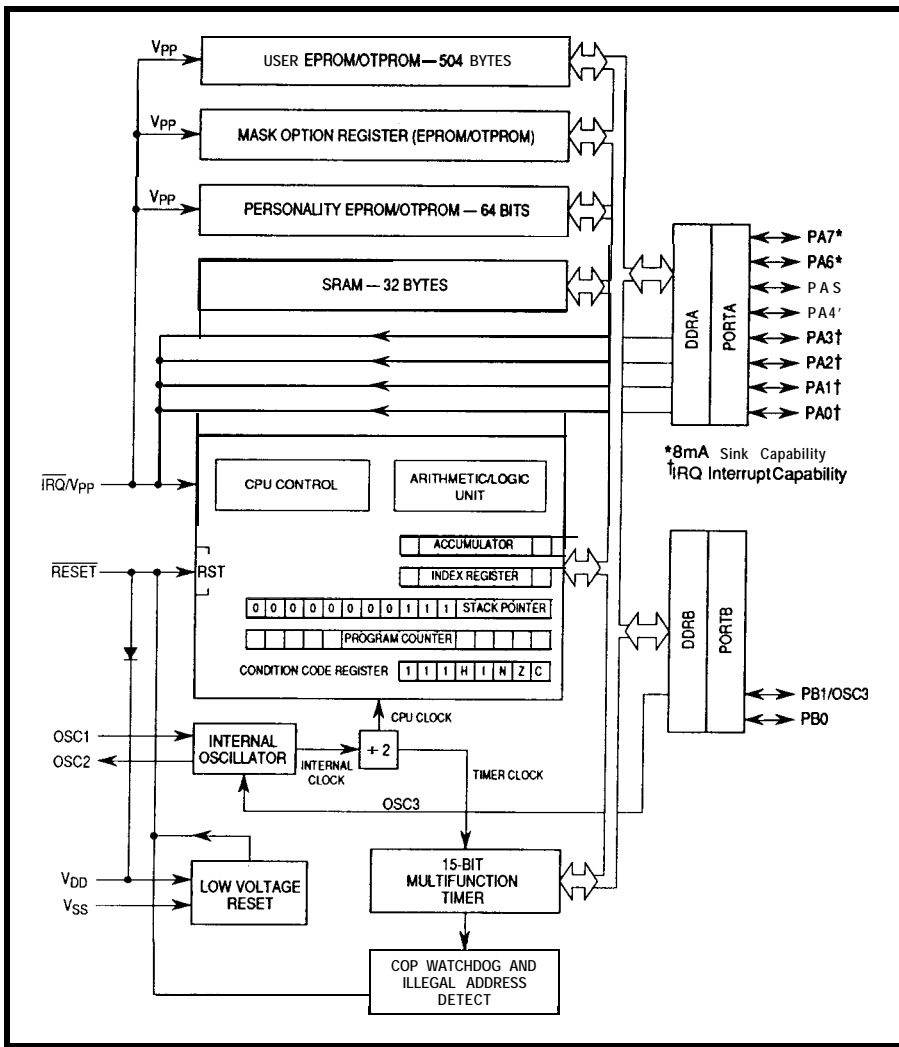 VPP
USER EPROM/OTPROM — 504 BYTES
VPP
MASK OPTION REGISTER (EPROM/OTPROM)
VPP
PERSONALITY EPROM/OTPROM — 64 BITS
SRAM — 32 BYTES
DDRA
PORTA
PA7*
PA6*
PAS
PA4'
PA3†
PA2†
PA1†
PA0†
*8mA Sink Capability
†IRQ Interrupt Capability
IRQ/VPP
CPU CONTROL
ARITHMETIC/LOGIC
UNIT
ACCUMULATOR
RESET
RST
INDEX REGISTER
0 0 0 0 0 0 0 0 1 1 1 STACK POINTER
PROGRAM COUNTER
CONDITION CODE REGISTER 1 1 1 H I N Z C
DDRB
PORTB
PB1/OSC3
PB0
CPU CLOCK
OSC1
OSC2
INTERNAL
OSCILLATOR
INTERNAL
CLOCK
÷ 2
TIMER CLOCK
OSC3
VDD
VSS
LOW VOLTAGE
RESET
15-BIT
MULTIFUNCTION
TIMER
COP WATCHDOG AND
ILLEGAL ADDRESS
DETECT